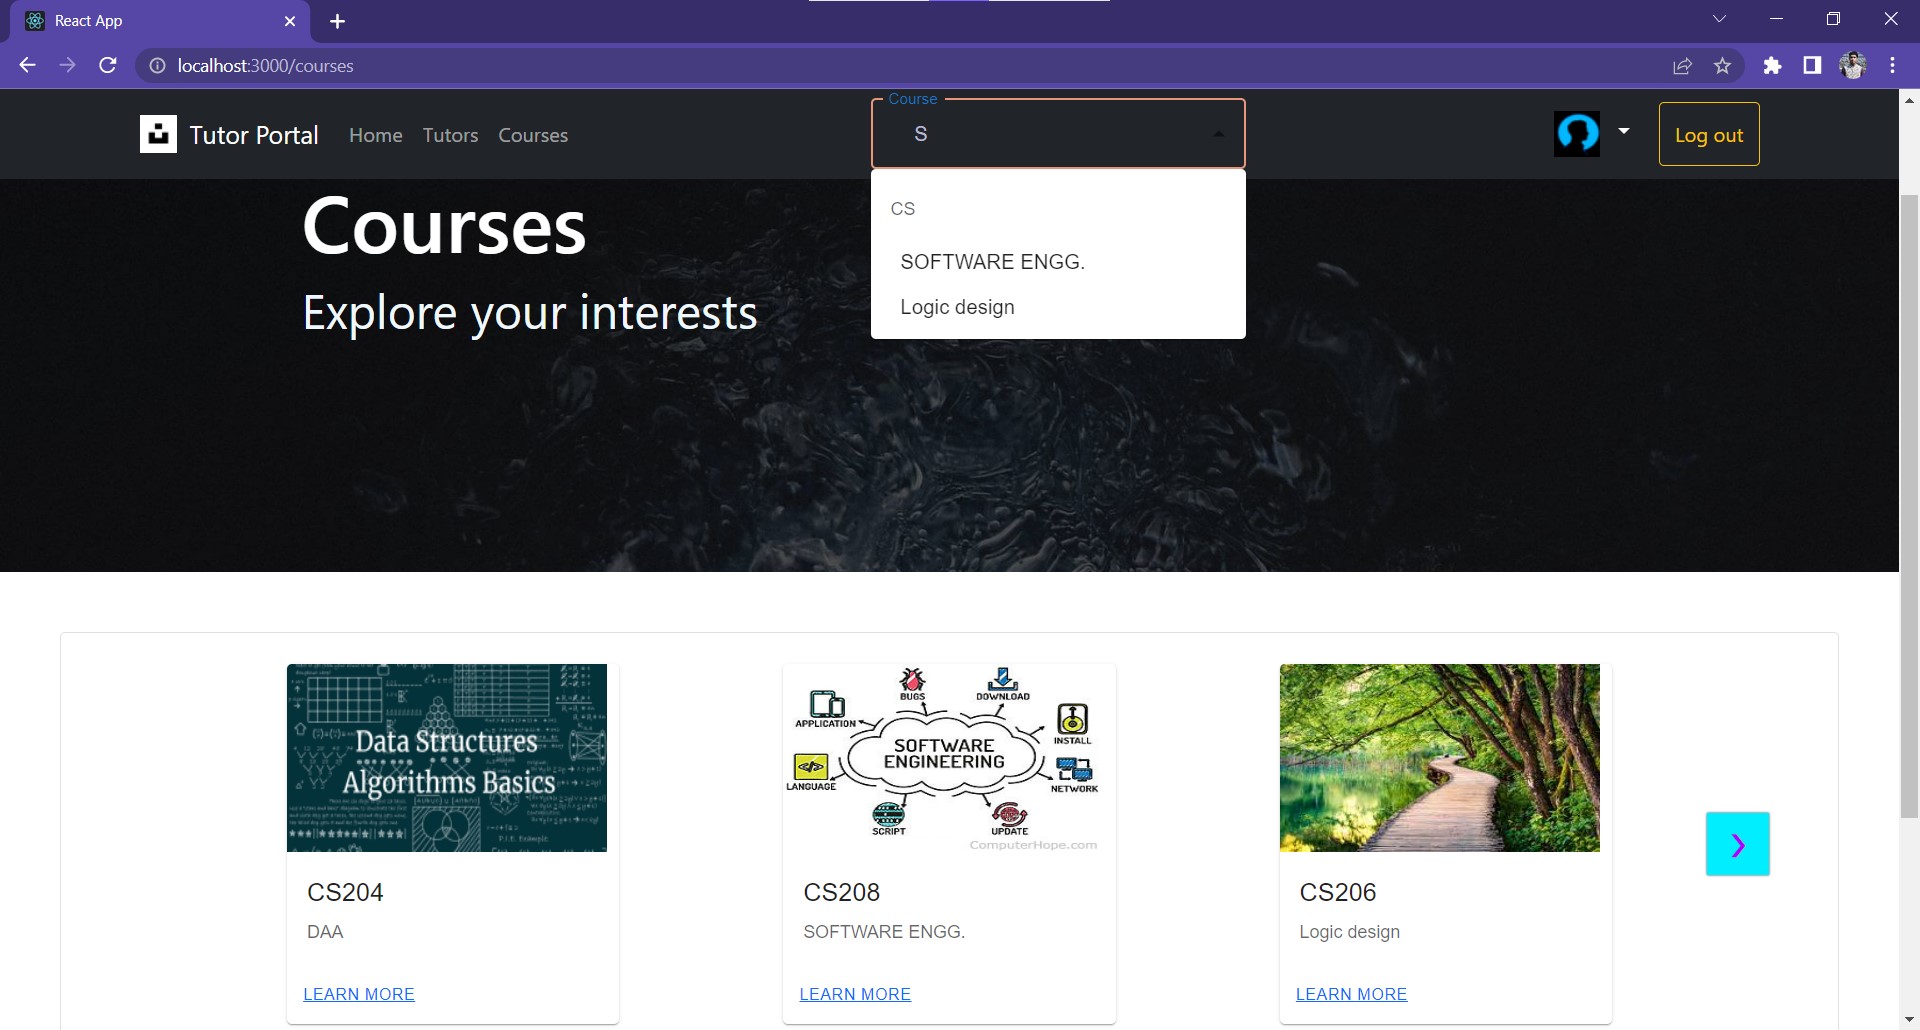 React App
localhost:3000/courses
Course
Tutor Portal Home Tutors Courses
S
Log out
CS
SOFTWARE ENGG.
Logic design
Courses
Explore your interests
Data Structures
Algorithms Basics
BUGS
DOWNLOAD
APPLICATION
INSTALL
SOFTWARE
ENGINEERING
LANGUAGE
NETWORK
SCRIPT
UPDATE
ComputerHope.com
CS204
DAA
LEARN MORE
CS208
SOFTWARE ENGG.
LEARN MORE
CS206
Logic design
LEARN MORE